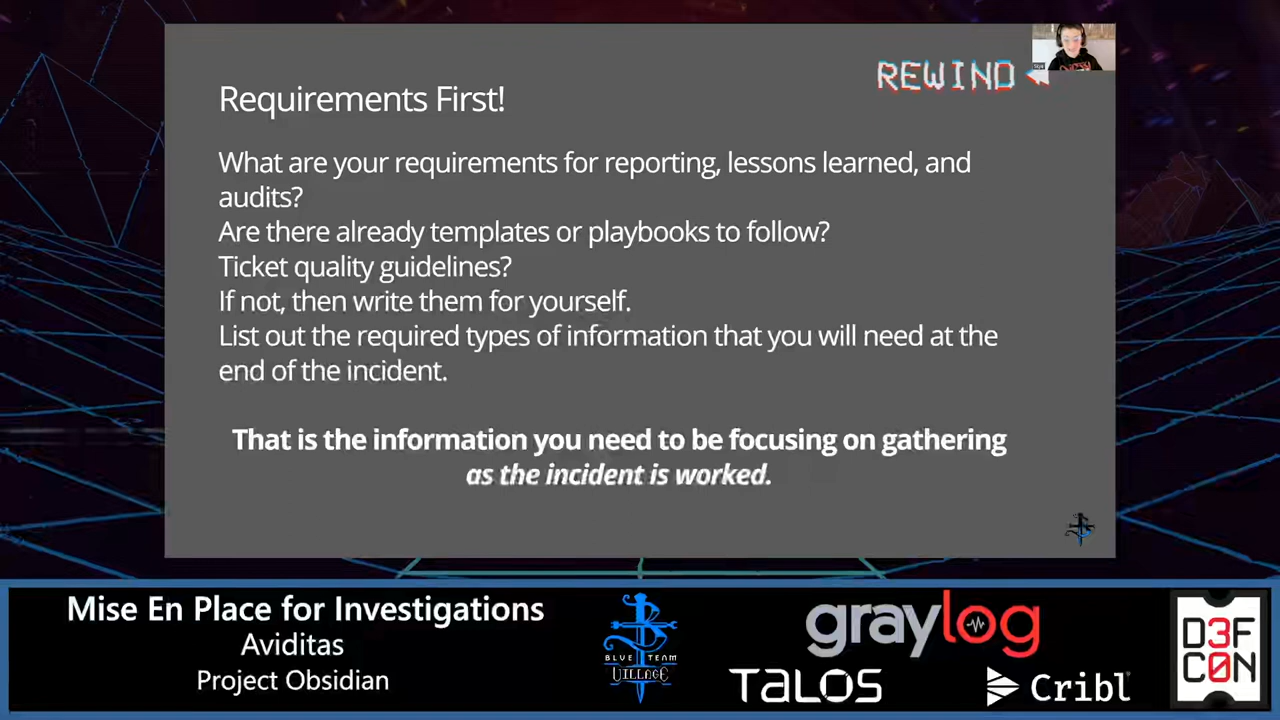 REWIND
Requirements First!
What are your requirements for reporting, lessons learned, and
audits?
Are there already templates or playbooks to follow?
Ticket quality guidelines?
If not, then write them for yourself.
List out the required types of information that you will need at the
end of the incident.
That is the information you need to be focusing on gathering
as the incident is worked.
Mise En Place for Investigations
Aviditas
Project Obsidian
BLUE TEAM
VILLAGE
graylog
TALOS
Cribl
D3F
C0N